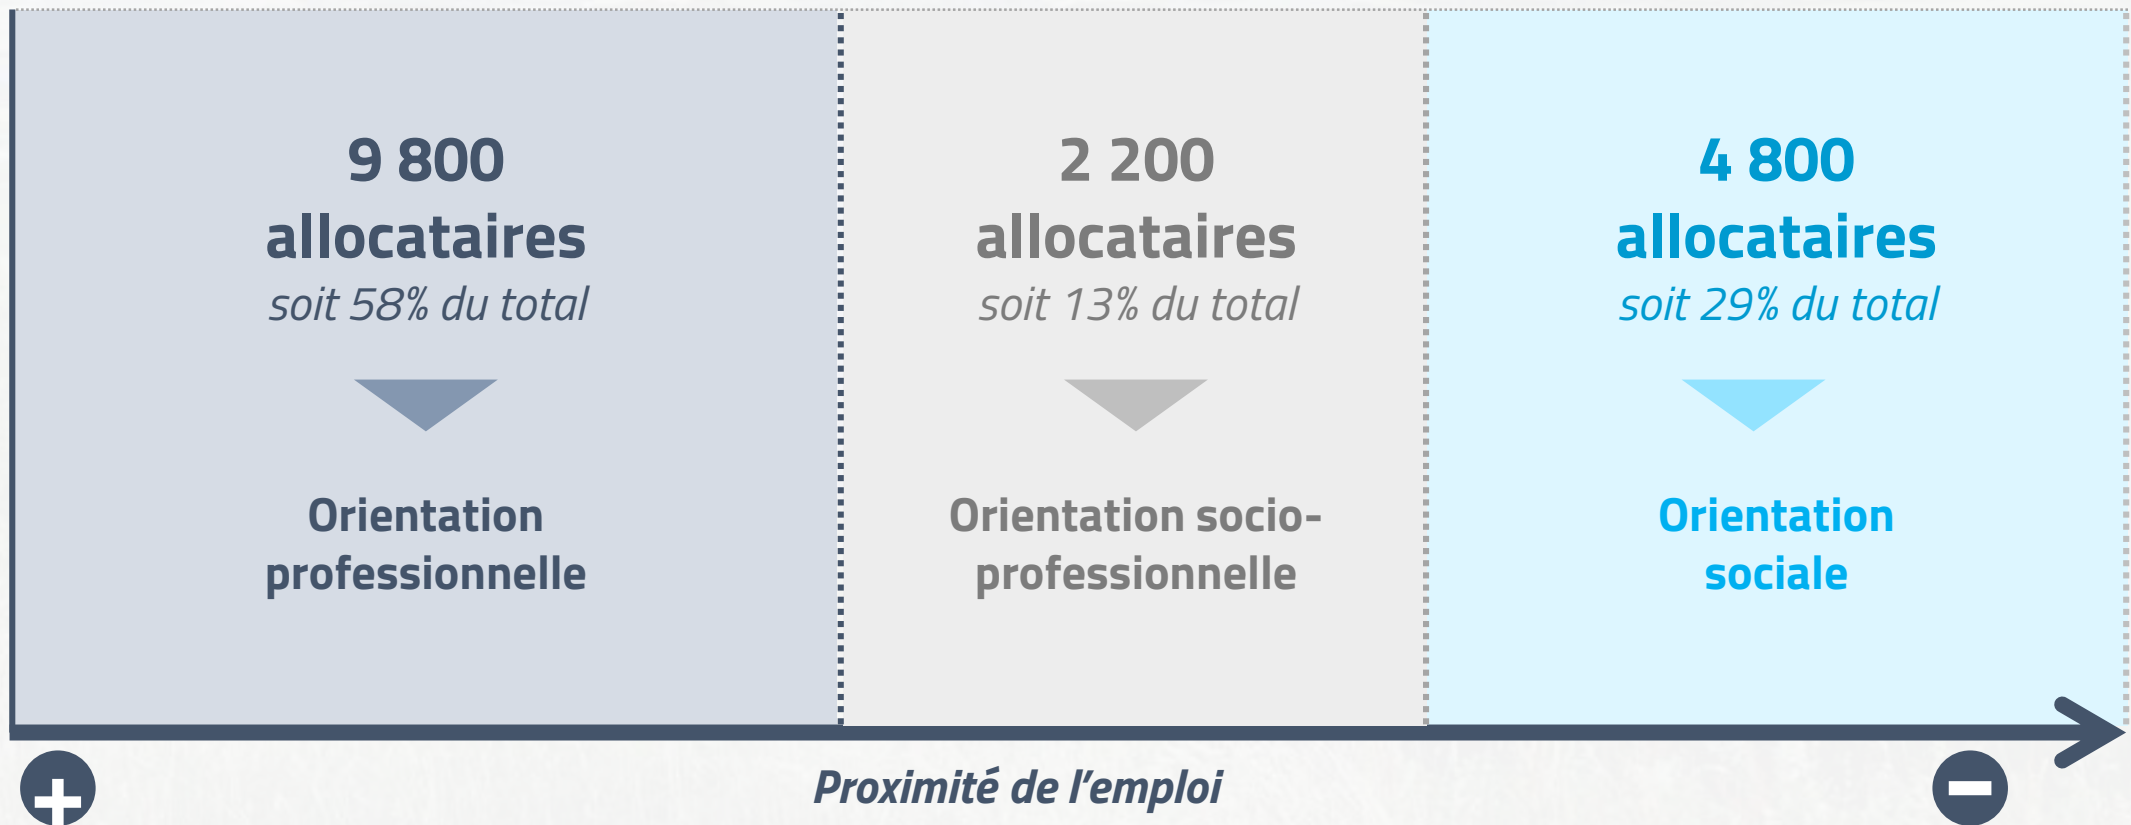 9 800
allocataires
soit 58% du total
Orientation
professionnelle
2 200
allocataires
soit 13% du total
Orientation socio-
professionnelle
4 800
allocataires
soit 29% du total
Orientation
sociale
+
Proximité de l’emploi
−